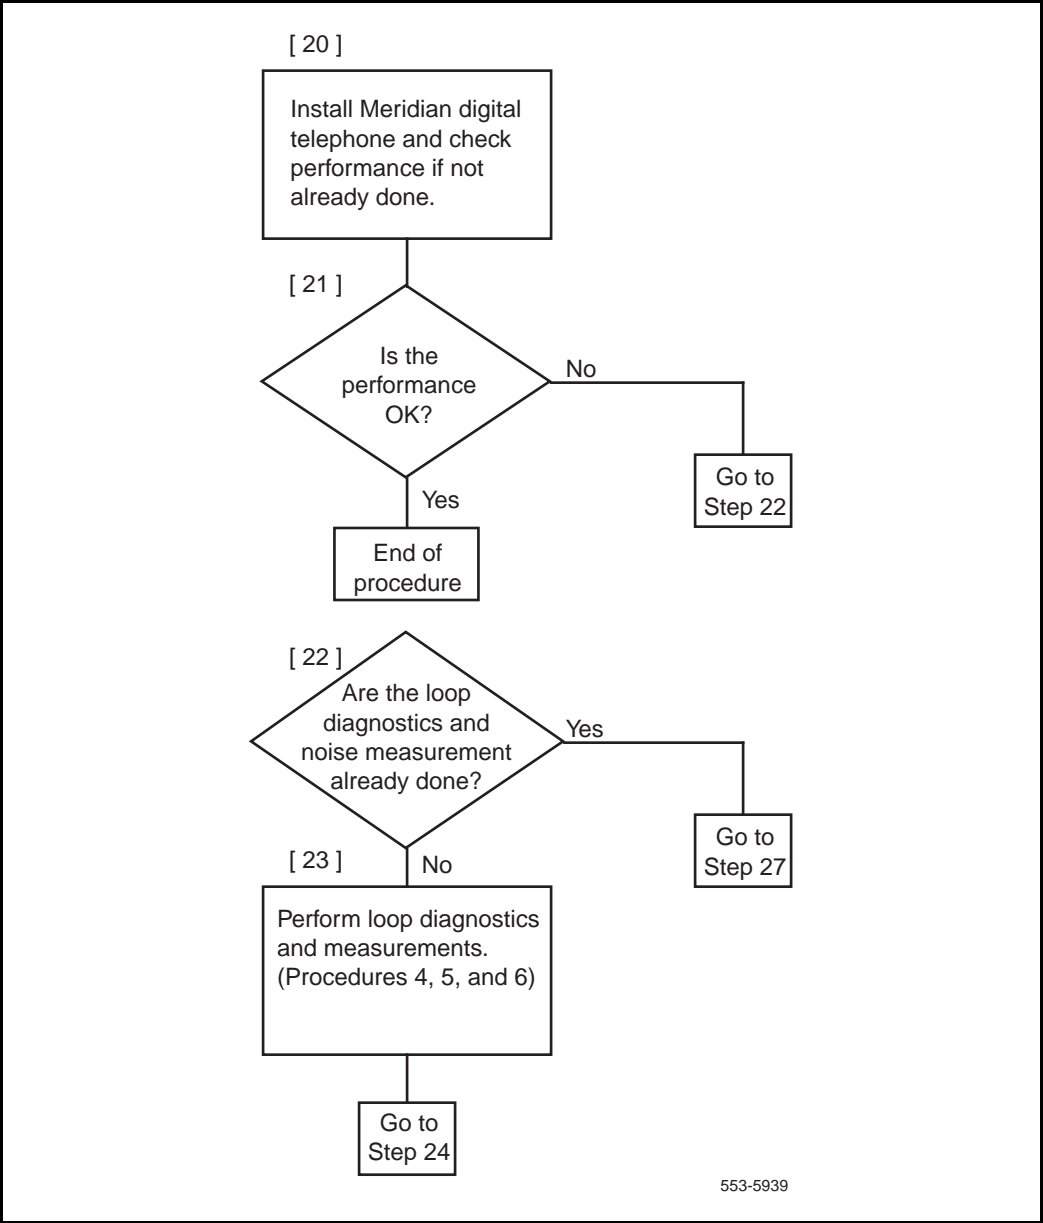 [ 20 ]
Install Meridian digital
telephone and check
performance if not
already done.
[ 21 ]
Is the
performance
OK?
No
Go to
Step 22
Yes
End of
procedure
[ 22 ]
Are the loop
diagnostics and
noise measurement
already done?
Yes
Go to
Step 27
[ 23 ]
No
Perform loop diagnostics
and measurements.
(Procedures 4, 5, and 6)
Go to
Step 24
553-5939